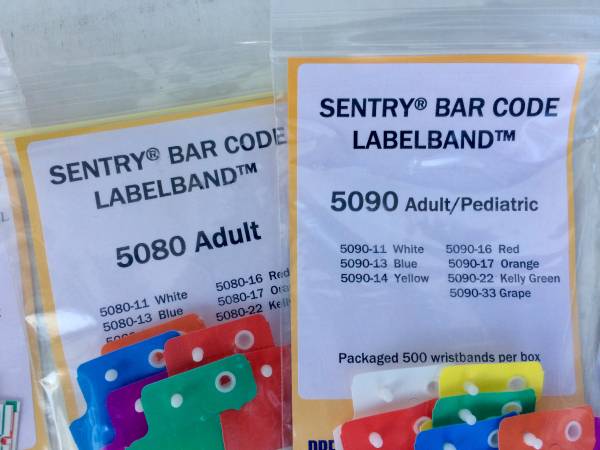 SENTRY® BAR CODE
LABELBAND™
5080 Adult
5080-11 White
5080-13 Blue
5080-16 Red
5080-17
5080-22
SENTRY® BAR CODE
LABELBAND™
5090 Adult/Pediatric
5090-11 White
5090-13 Blue
5090-14 Yellow
5090-16 Red
5090-17 Orange
5090-22 Kelly Green
5090-33 Grape
Packaged 500 wristbands per box